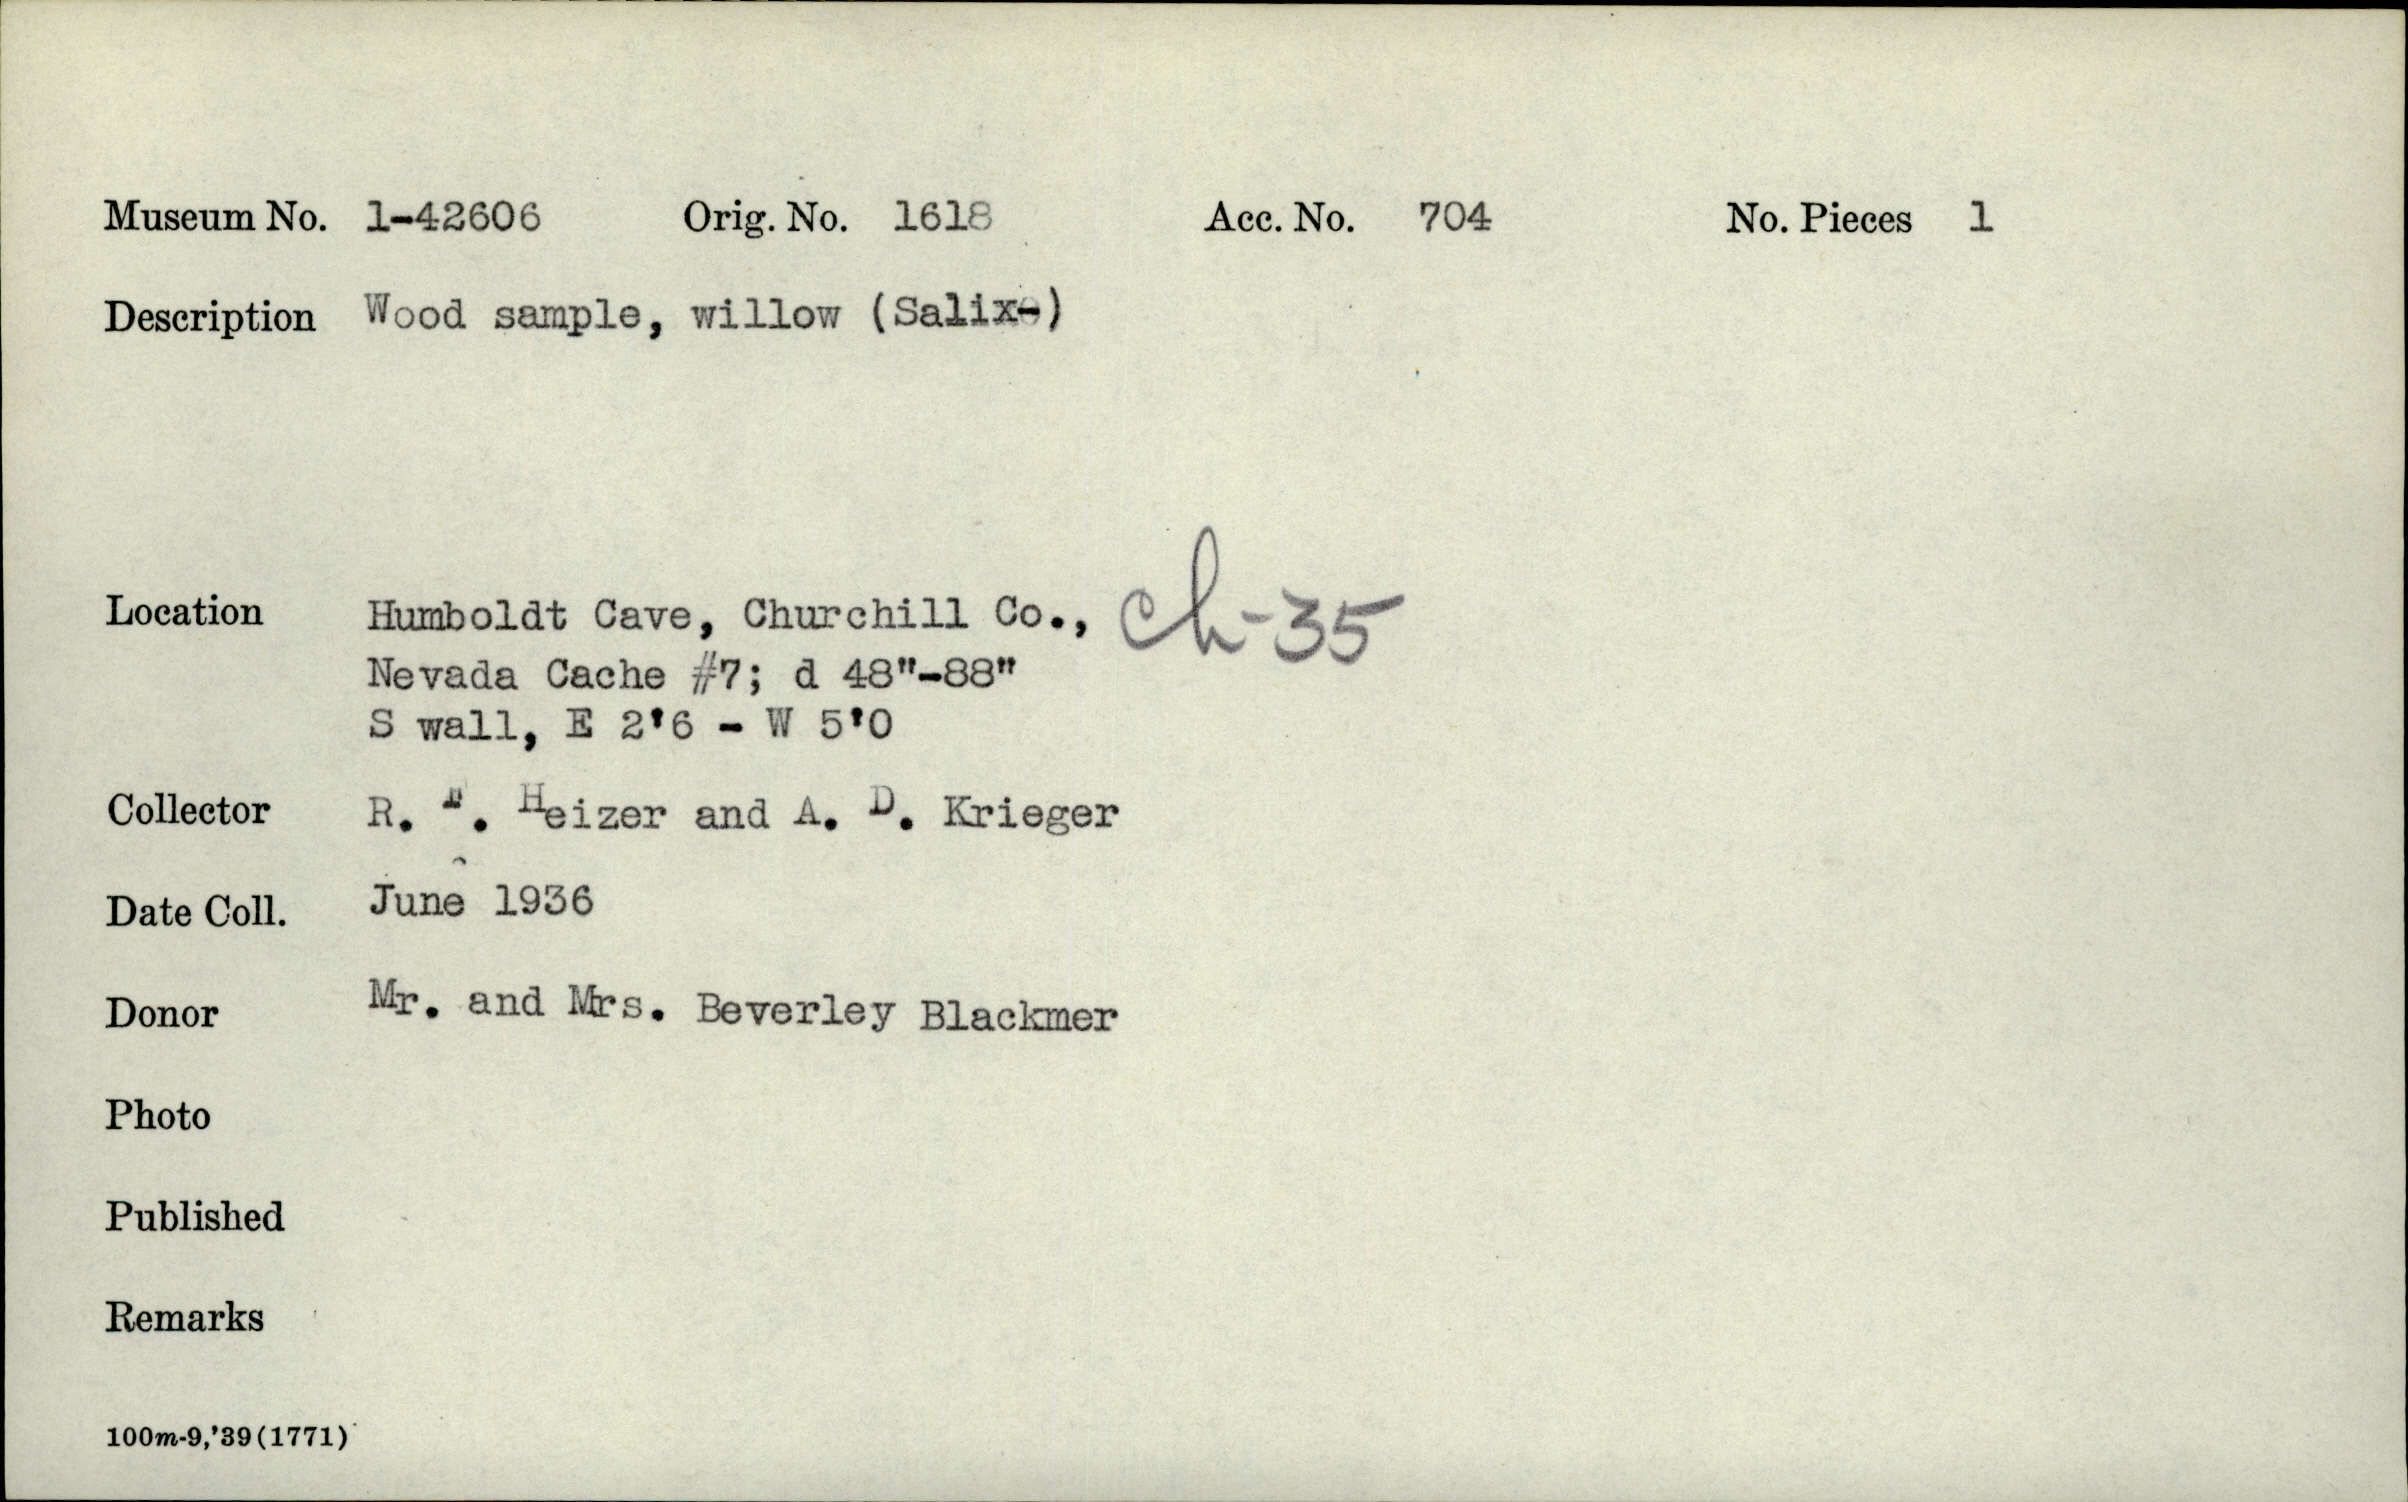 Museum No. 1-42606 Orig. No. 1618 Acc. No. 704 No. Pieces 1
Description Wood sample, willow (Salix-)
Location Humboldt Cave, Churchill Co., Ch-35
Nevada Cache #7; d 48"-88"
S wall, E 2'6 - W 5'0
Collector R. F. Heizer and A. D. Krieger
Date Coll. June 1936
Donor Mr. and Mrs. Beverley Blackmer
Photo
Published
Remarks
100m-9,'39(1771)